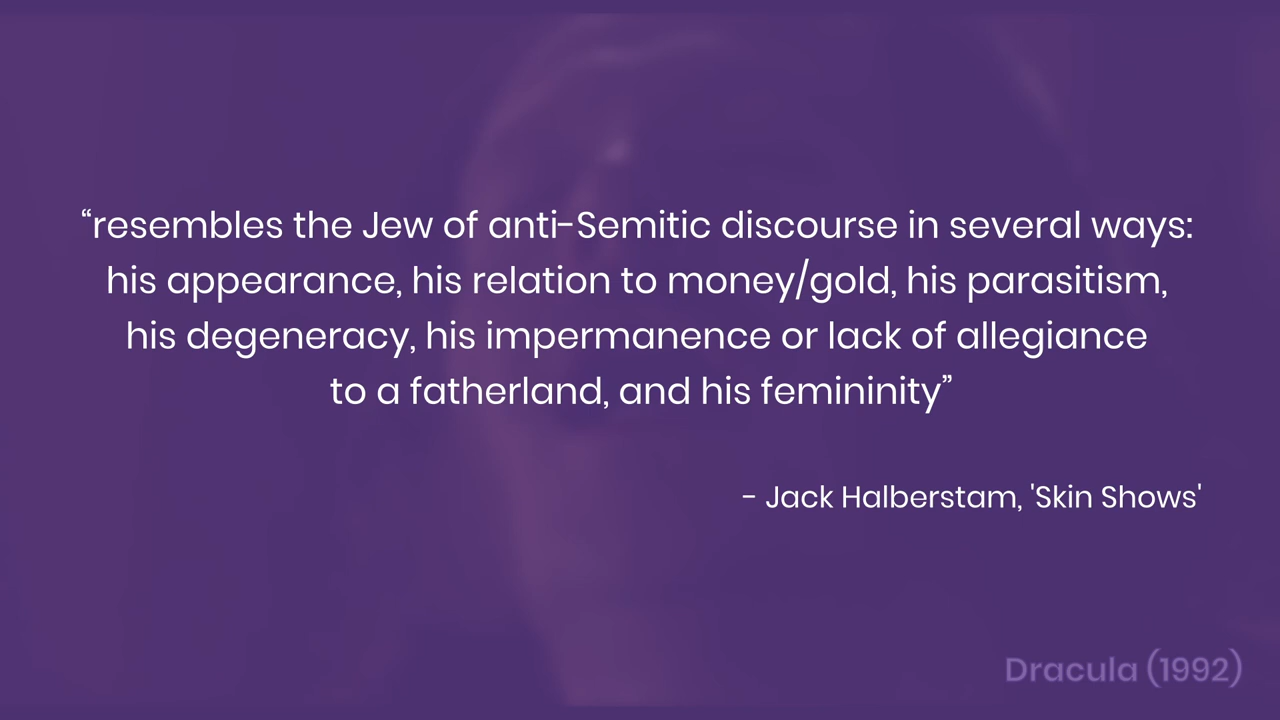 “resembles the Jew of anti-Semitic discourse in several ways:
his appearance, his relation to money/gold, his parasitism,
his degeneracy, his impermanence or lack of allegiance
to a fatherland, and his femininity”
- Jack Halberstam, 'Skin Shows'
Dracula (1992)